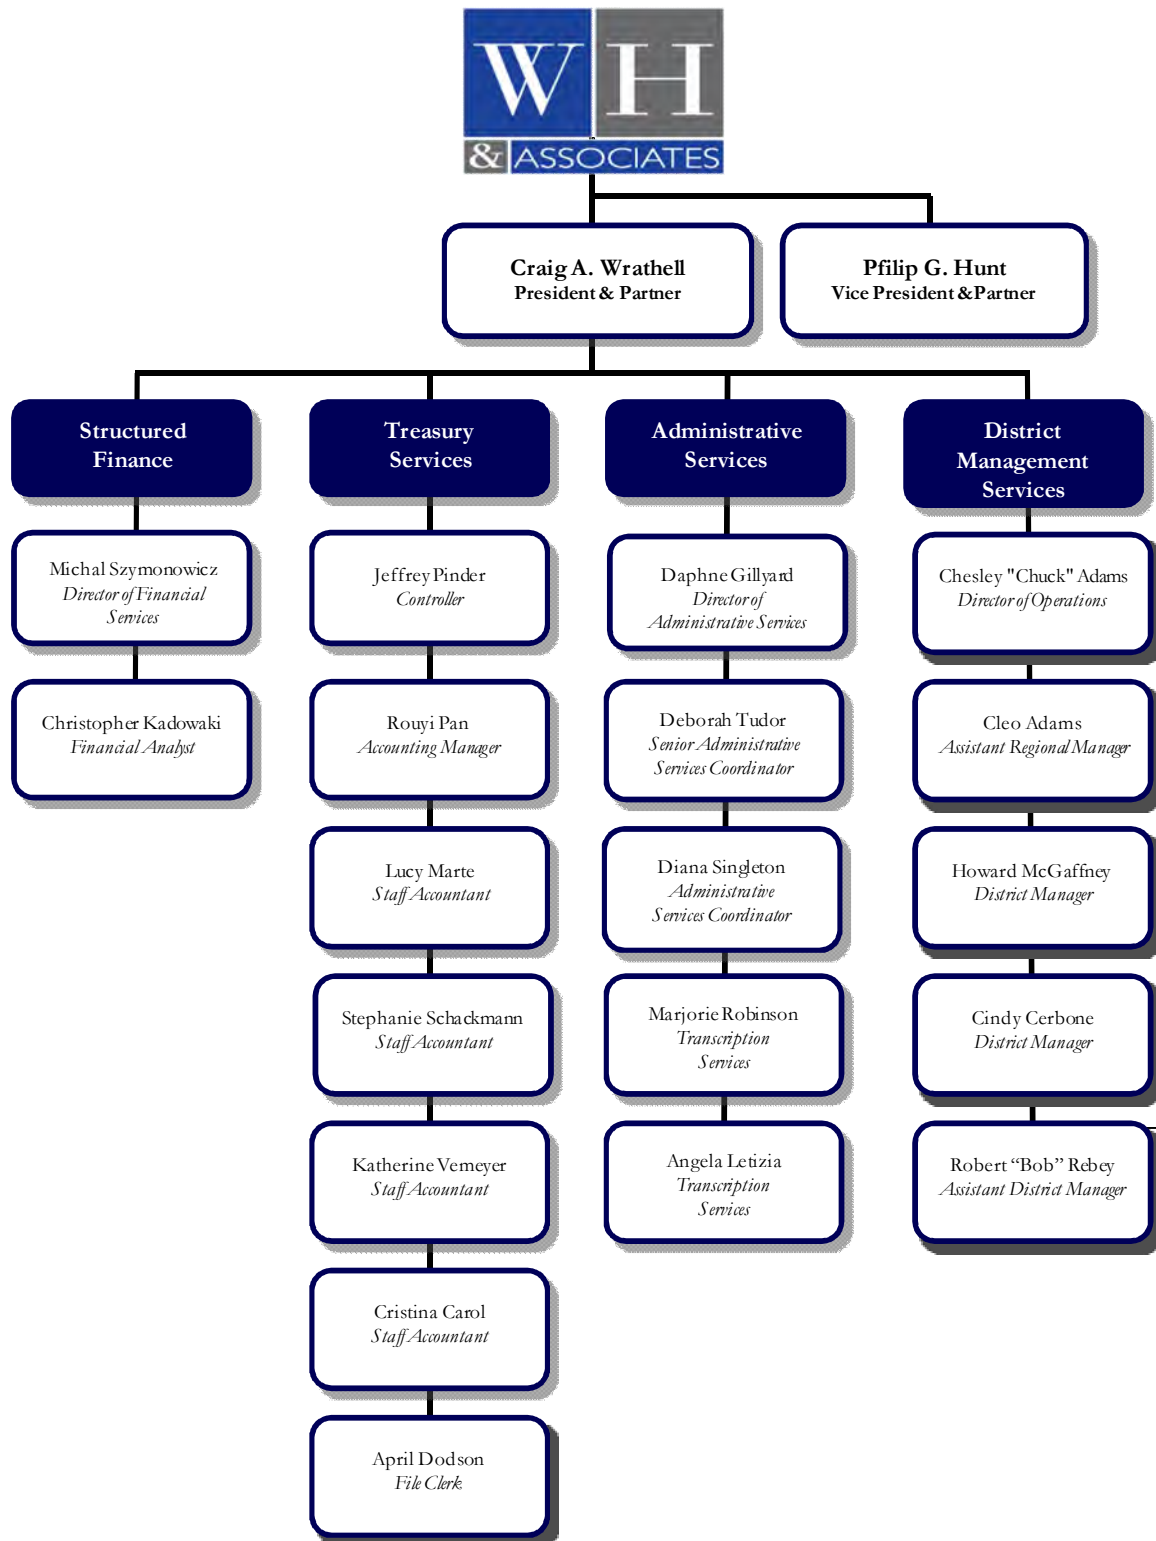 W H
& ASSOCIATES
Craig A. Wrathell
President & Partner
Pfilip G. Hunt
Vice President &Partner
Structured
Finance
Michal Szymonowicz
Director of Financial
Services
Christopher Kadowaki
Financial Analyst
Treasury
Services
Jeffrey Pinder
Controller
Rouyi Pan
Accounting Manager
Lucy Marte
Staff Accountant
Stephanie Schackmann
Staff Accountant
Katherine Vemeyer
Staff Accountant
Cristina Carol
Staff Accountant
April Dodson
File Clerk
Administrative
Services
Daphne Gillyard
Director of
Administrative Services
Deborah Tudor
Senior Administrative
Services Coordinator
Diana Singleton
Administrative
Services Coordinator
Marjorie Robinson
Transcription
Services
Angela Letizia
Transcription
Services
District
Management
Services
Chesley "Chuck" Adams
Director of Operations
Cleo Adams
Assistant Regional Manager
Howard McGaffney
District Manager
Cindy Cerbone
District Manager
Robert “Bob” Rebey
Assistant District Manager